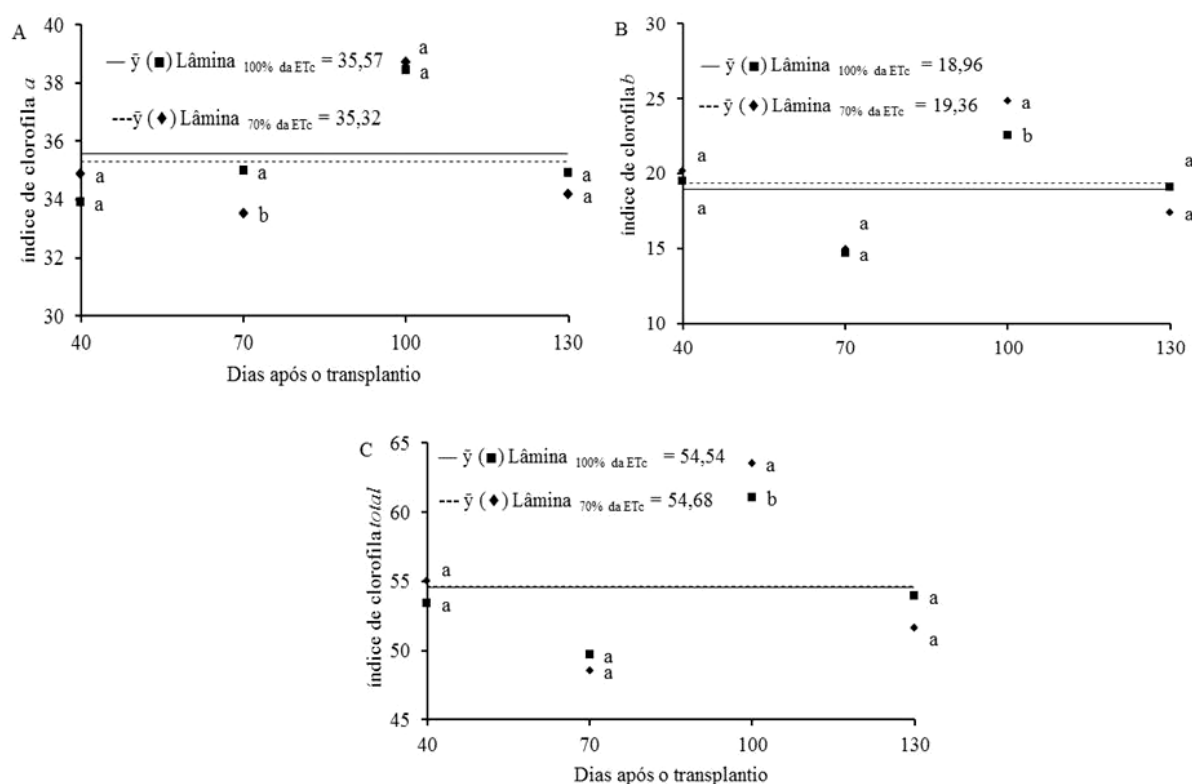 A
índice de clorofila a
40
38
36
34
32
30
ȳ (■) Lâmina 100% da ETc = 35,57
ȳ (♦) Lâmina 70% da ETc = 35,32
a
a
a
a
a
b
a
a
40 70 100 130
Dias após o transplantio
B
índice de clorofila b
30
25
20
15
10
ȳ (■) Lâmina 100% da ETc = 18,96
ȳ (♦) Lâmina 70% da ETc = 19,36
a
a
a
a
a
b
a
a
40 70 100 130
C
índice de clorofila total
65
60
55
50
45
ȳ (■) Lâmina 100% da ETc = 54,54
ȳ (♦) Lâmina 70% da ETc = 54,68
a
a
a
a
a
b
a
a
40 70 100 130
Dias após o transplantio